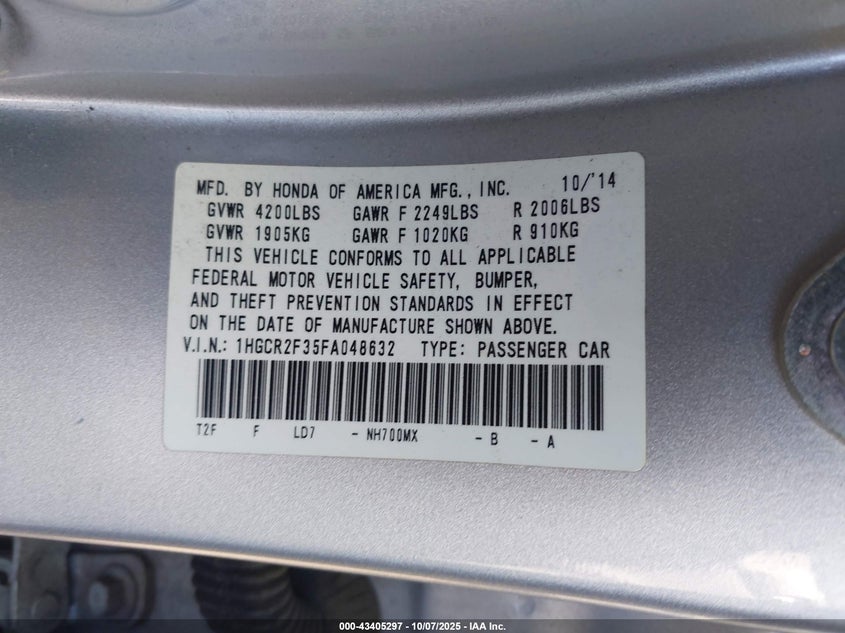 MFD. BY HONDA OF AMERICA MFG., INC. 10/'14
GVWR 4200LBS GAWR F 2249LBS R 2006LBS
GVWR 1905KG GAWR F 1020KG R 910KG
THIS VEHICLE CONFORMS TO ALL APPLICABLE
FEDERAL MOTOR VEHICLE SAFETY, BUMPER,
AND THEFT PREVENTION STANDARDS IN EFFECT
ON THE DATE OF MANUFACTURE SHOWN ABOVE.
V.I.N.: 1HGCR2F35FA048632 TYPE: PASSENGER CAR
T2F F LD7 - NH700MX - B - A
000-43405297 - 10/07/2025 - IAA Inc.